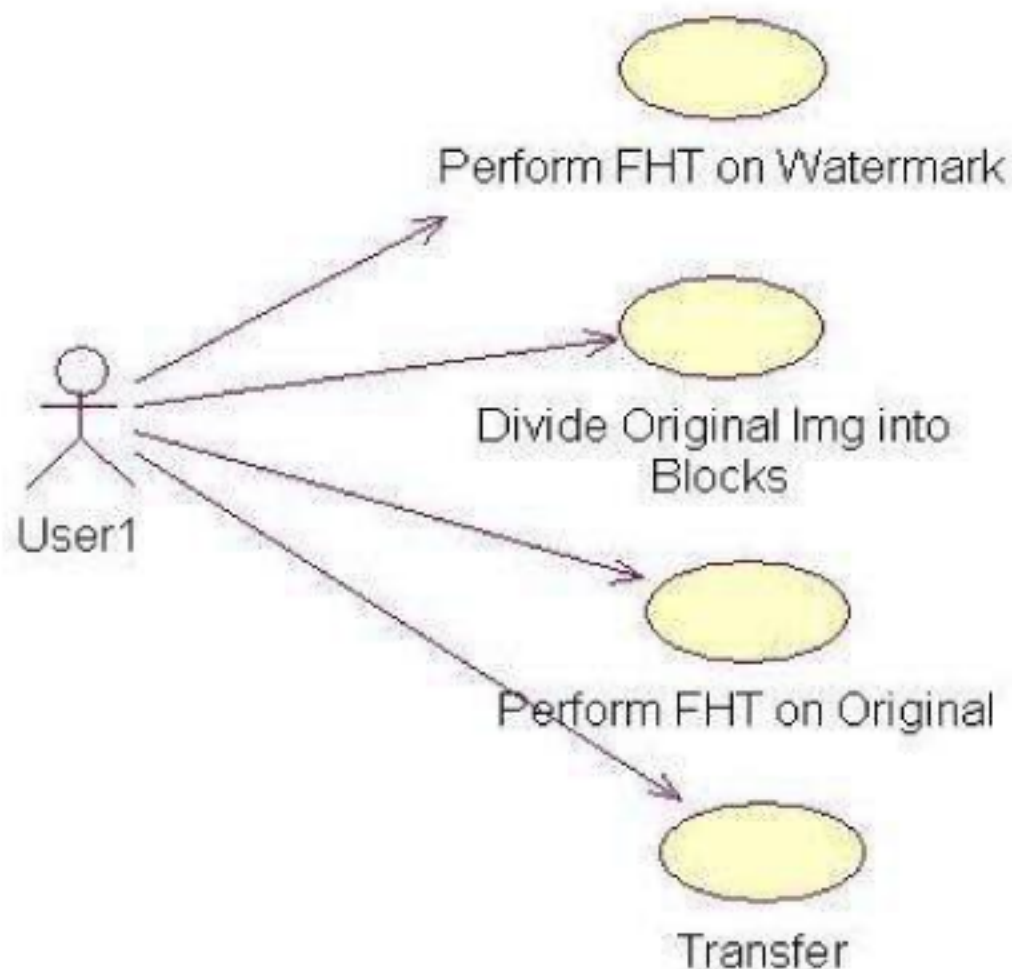 Perform FHT on Watermark
Divide Original Img into
Blocks
User1
Perform FHT on Original
Transfer